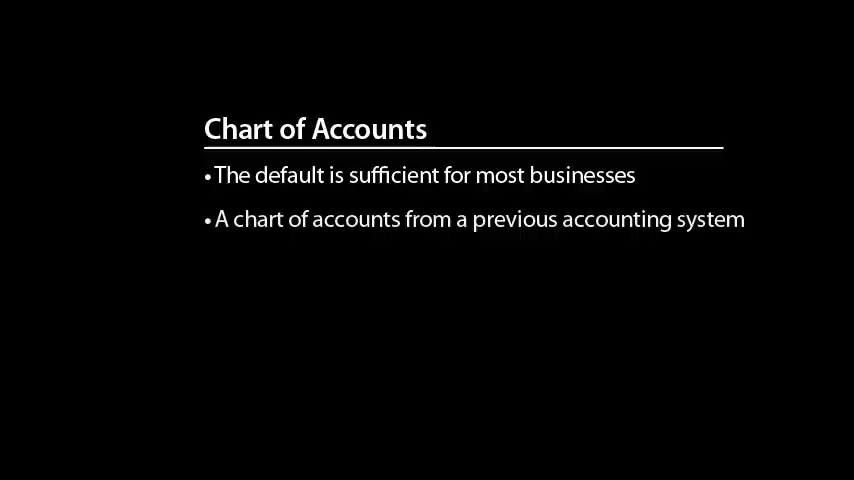 Chart of Accounts
• The default is sufficient for most businesses
• A chart of accounts from a previous accounting system